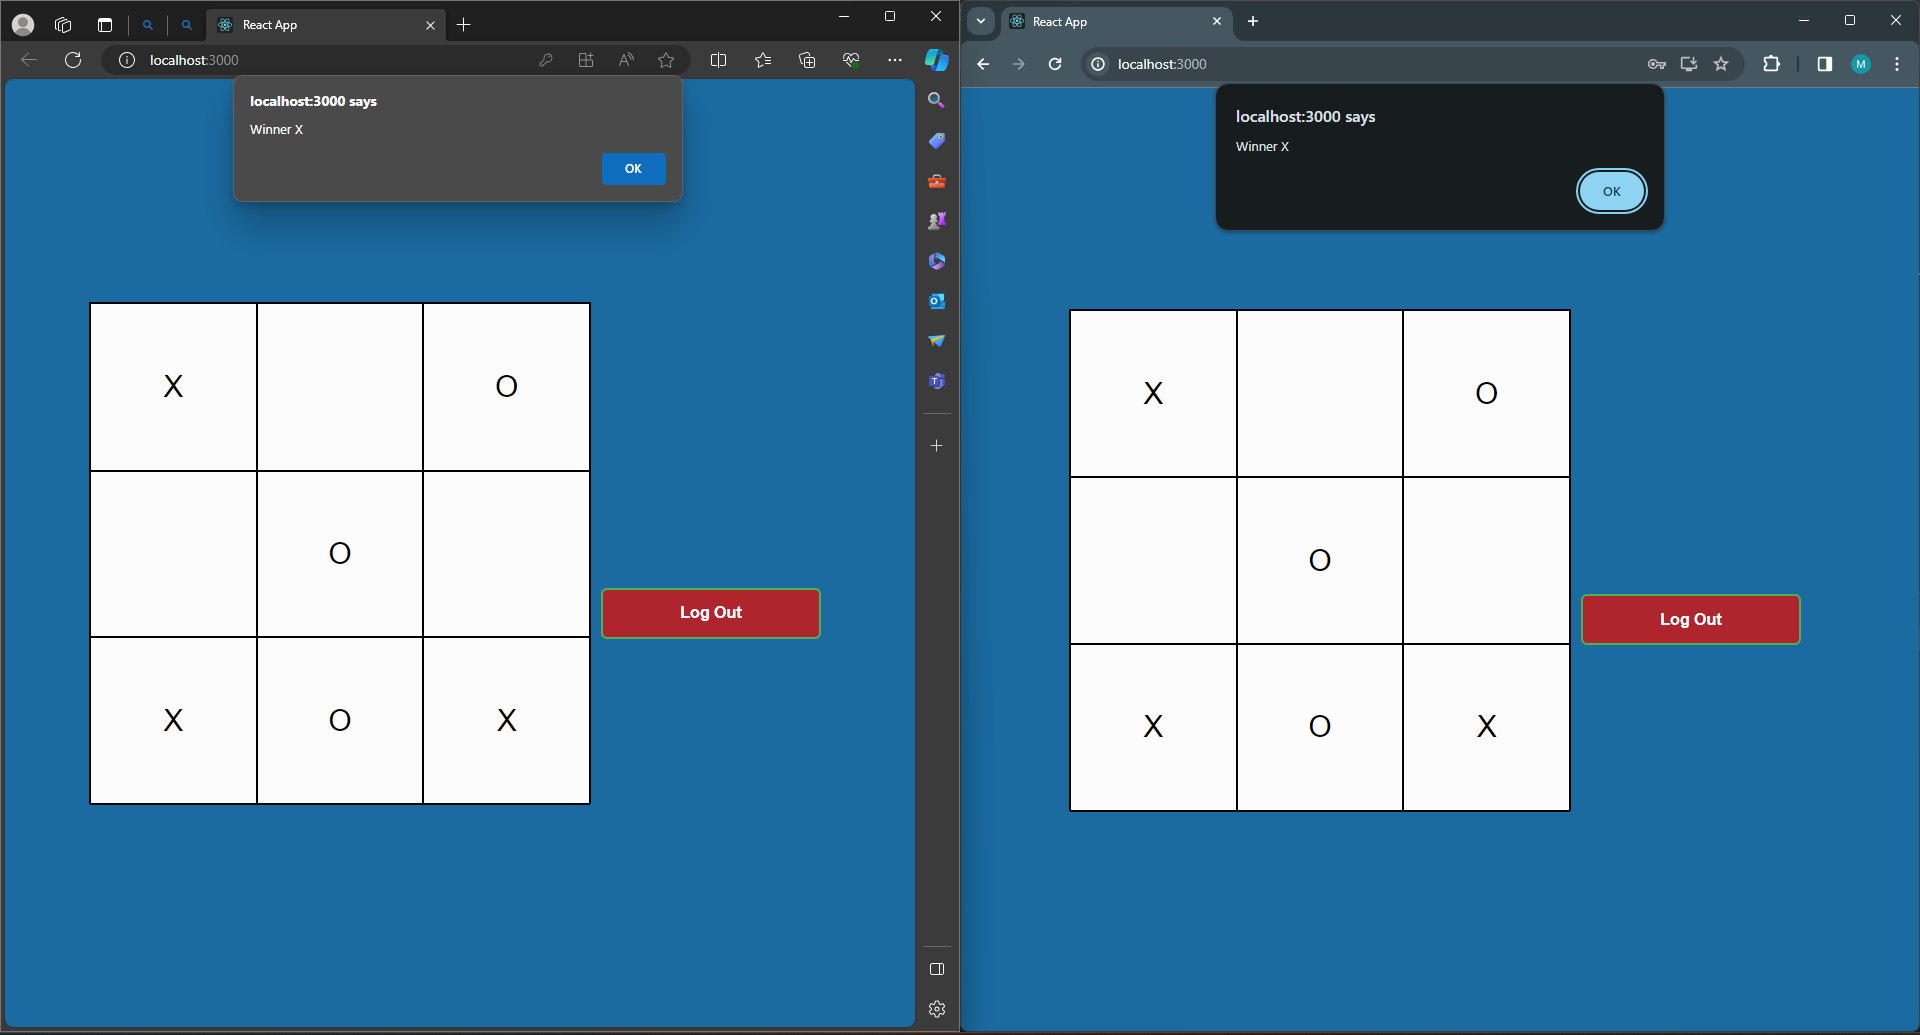 React App
localhost:3000
localhost:3000 says
Winner X
OK
X O
O
X O X
Log Out
React App
localhost:3000
M
localhost:3000 says
Winner X
OK
X O
O
X O X
Log Out